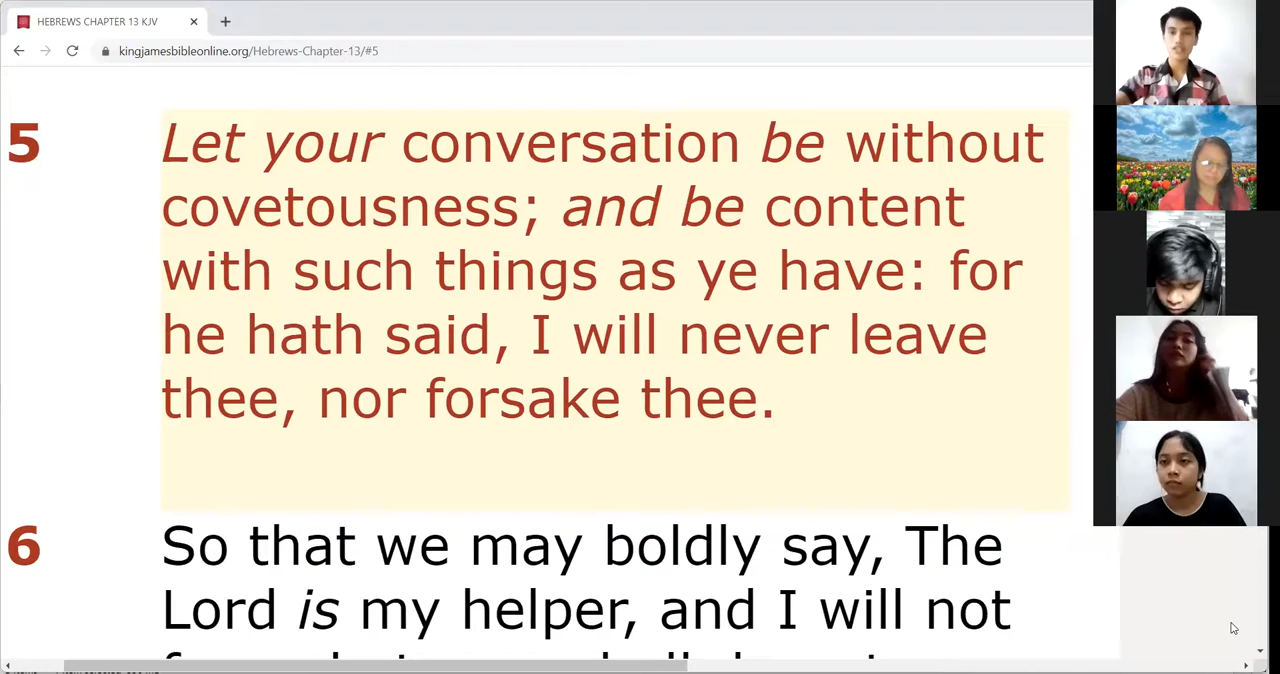 HEBREWS CHAPTER 13 KJV
kingjamesbibleonline.org/Hebrews-Chapter-13/#5
5 Let your conversation be without
covetousness; and be content
with such things as ye have: for
he hath said, I will never leave
thee, nor forsake thee.
6 So that we may boldly say, The
Lord is my helper, and I will not